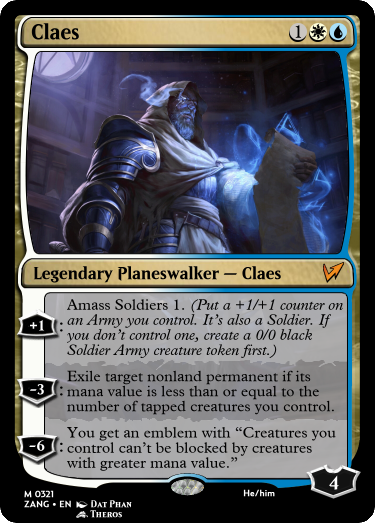 Claes 1
Legendary Planeswalker — Claes
+1: Amass Soldiers 1. (Put a +1/+1 counter on
an Army you control. It's also a Soldier. If
you don't control one, create a 0/0 black
Soldier Army creature token first.)
-3: Exile target nonland permanent if its
mana value is less than or equal to the
number of tapped creatures you control.
-6: You get an emblem with “Creatures you
control can't be blocked by creatures
with greater mana value.”
4
M 0321 He/him
ZANG • EN Dat Phan
Theros